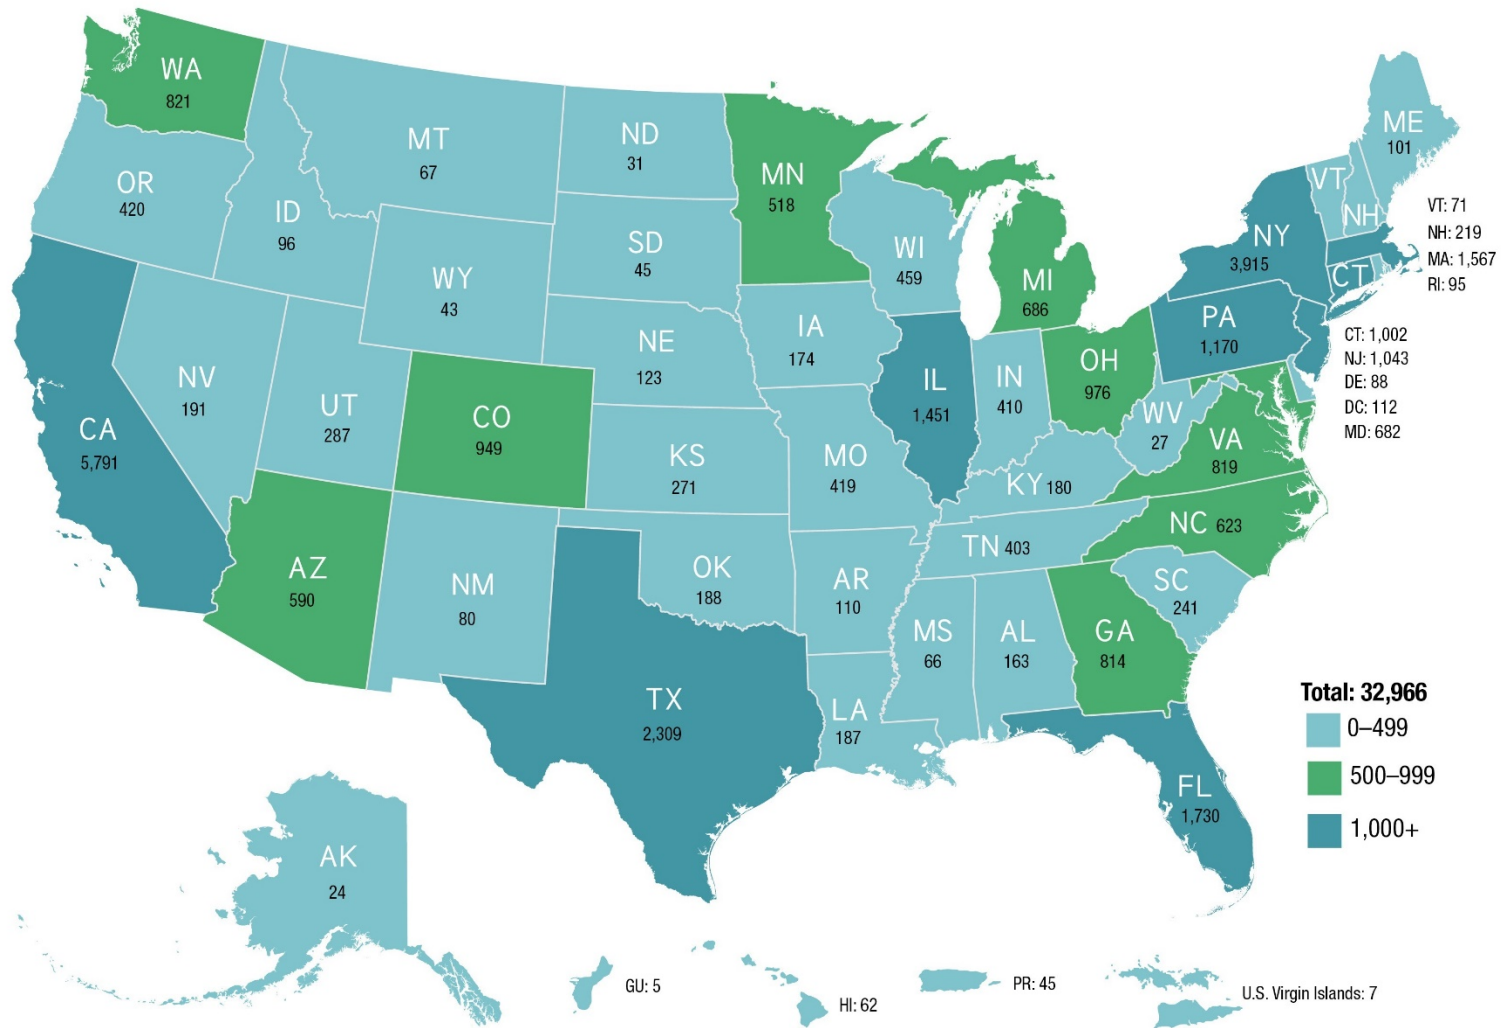 WA
821
OR
420
CA
5,791
ID
96
NV
191
MT
67
WY
43
UT
287
AZ
590
CO
949
NM
80
ND
31
SD
45
NE
123
KS
271
OK
188
TX
2,309
MN
518
IA
174
MO
419
AR
110
LA
187
WI
459
IL
1,451
MS
66
MI
686
IN
410
KY 180
TN 403
AL
163
OH
976
WV
27
VA
819
NC 623
SC
241
GA
814
FL
1,730
PA
1,170
NY
3,915
VT
NH
ME
101
CT
VT: 71
NH: 219
MA: 1,567
RI: 95
CT: 1,002
NJ: 1,043
DE: 88
DC: 112
MD: 682
Total: 32,966
0–499
500–999
1,000+
AK
24
GU: 5
HI: 62
PR: 45
U.S. Virgin Islands: 7